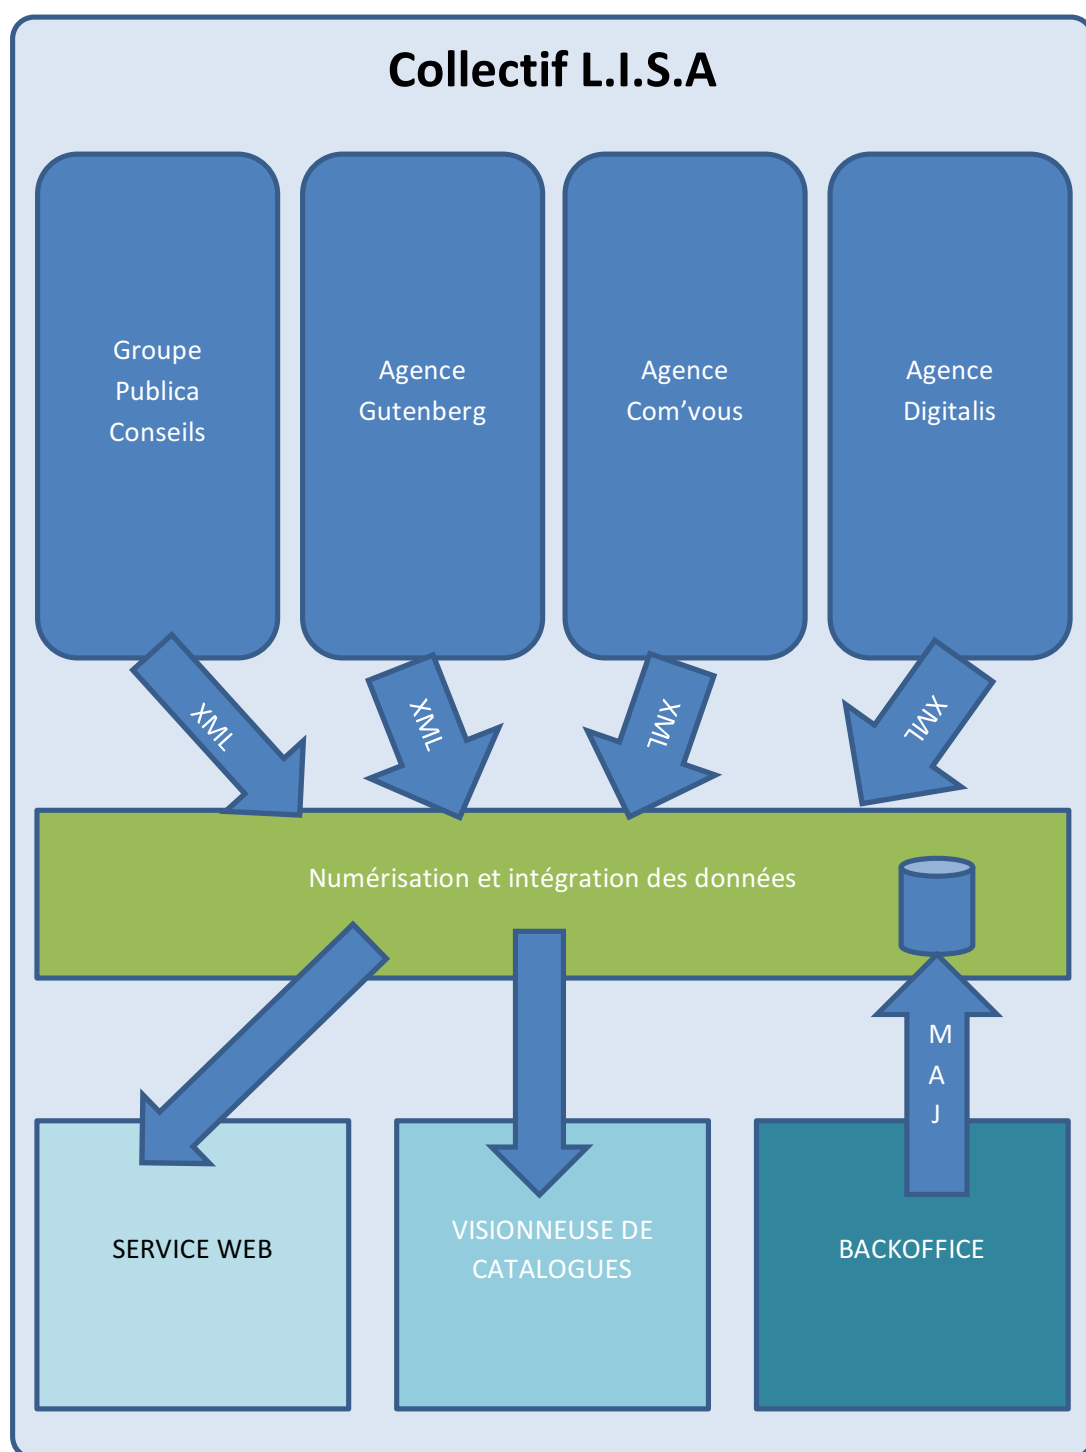 Collectif L.I.S.A
Groupe
Publica
Conseils
Agence
Gutenberg
Agence
Com’vous
Agence
Digitalis
XML
XML
XML
XML
Numérisation et intégration des données
M
A
J
SERVICE WEB
VISIONNEUSE DE
CATALOGUES
BACKOFFICE